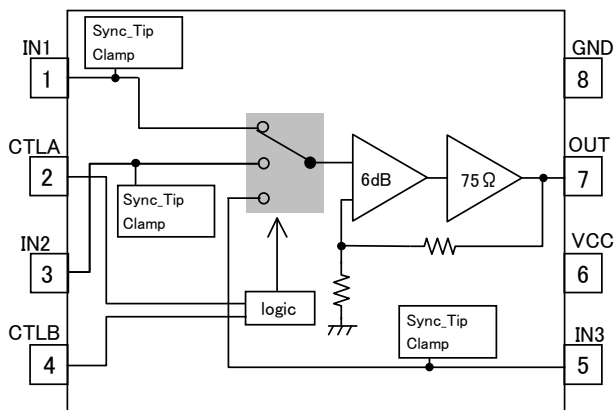 IN1
1
Sync_Tip
Clamp
GND
8
CTLA
2
OUT
7
6dB
75Ω
Sync_Tip
Clamp
IN2
3
VCC
6
logic
CTLB
4
Sync_Tip
Clamp
IN3
5